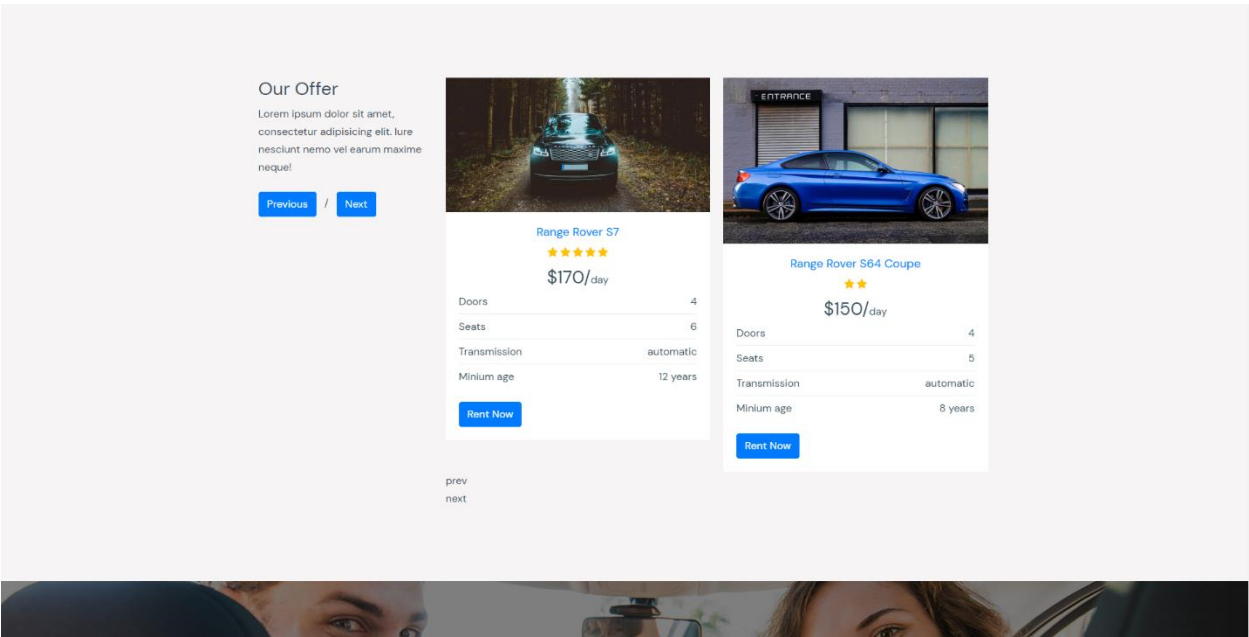 Our Offer
Lorem ipsum dolor sit amet,
consectetur adipisicing elit. Iure
nesciunt nemo vel earum maxime
neque!
Previous / Next
Range Rover S7
$170/day
Doors 4
Seats 6
Transmission automatic
Minium age 12 years
Rent Now
ENTRANCE
Range Rover S64 Coupe
$150/day
Doors 4
Seats 5
Transmission automatic
Minium age 8 years
Rent Now
prev
next